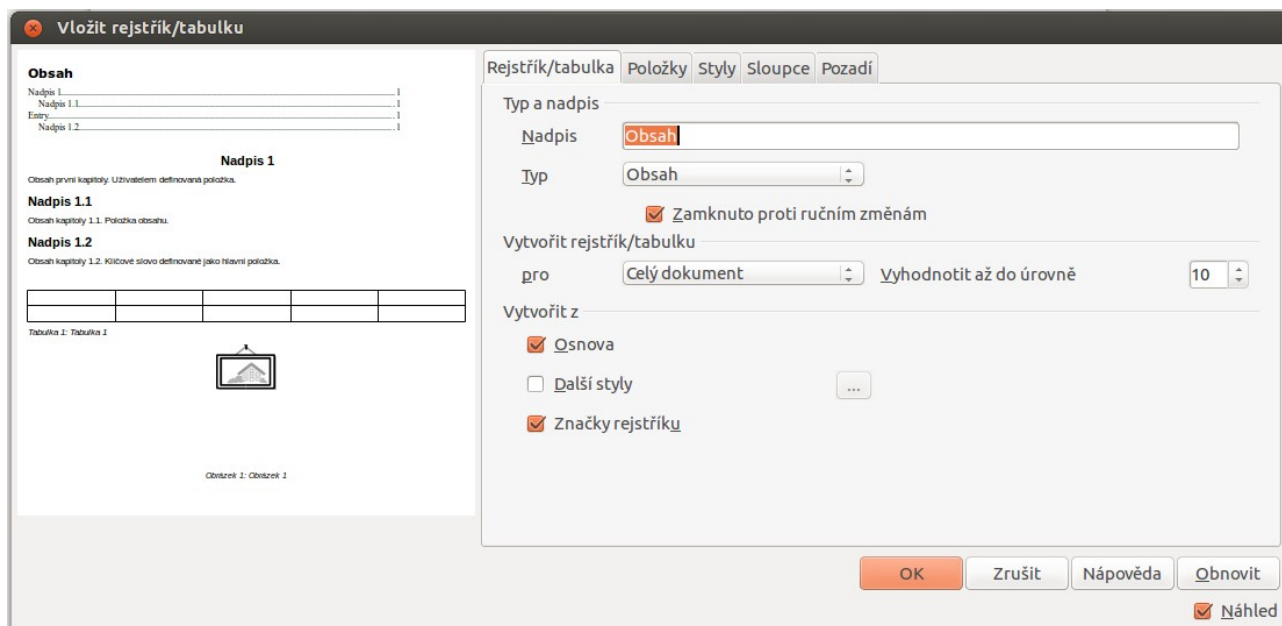 Vložit rejstřík/tabulku
Obsah
Nadpis 1 1
Nadpis 1.1 1
Entry 1
Nadpis 1.2 1
Nadpis 1
Obsah první kapitoly. Uživatelem definovaná položka.
Nadpis 1.1
Obsah kapitoly 1.1. Položka obsahu.
Nadpis 1.2
Obsah kapitoly 1.2. Klíčové slovo definované jako hlavní položka.
Tabulka 1: Tabulka 1
Obrázek 1: Obrázek 1
Rejstřík/tabulka Položky Styly Sloupce Pozadí
Typ a nadpis
Nadpis Obsah
Typ Obsah
Zamknuto proti ručním změnám
Vytvořit rejstřík/tabulku
pro Celý dokument Vyhodnotit až do úrovně 10
Vytvořit z
Osnova
Další styly ...
Značky rejstříku
OK Zrušit Nápověda Obnovit
Náhled